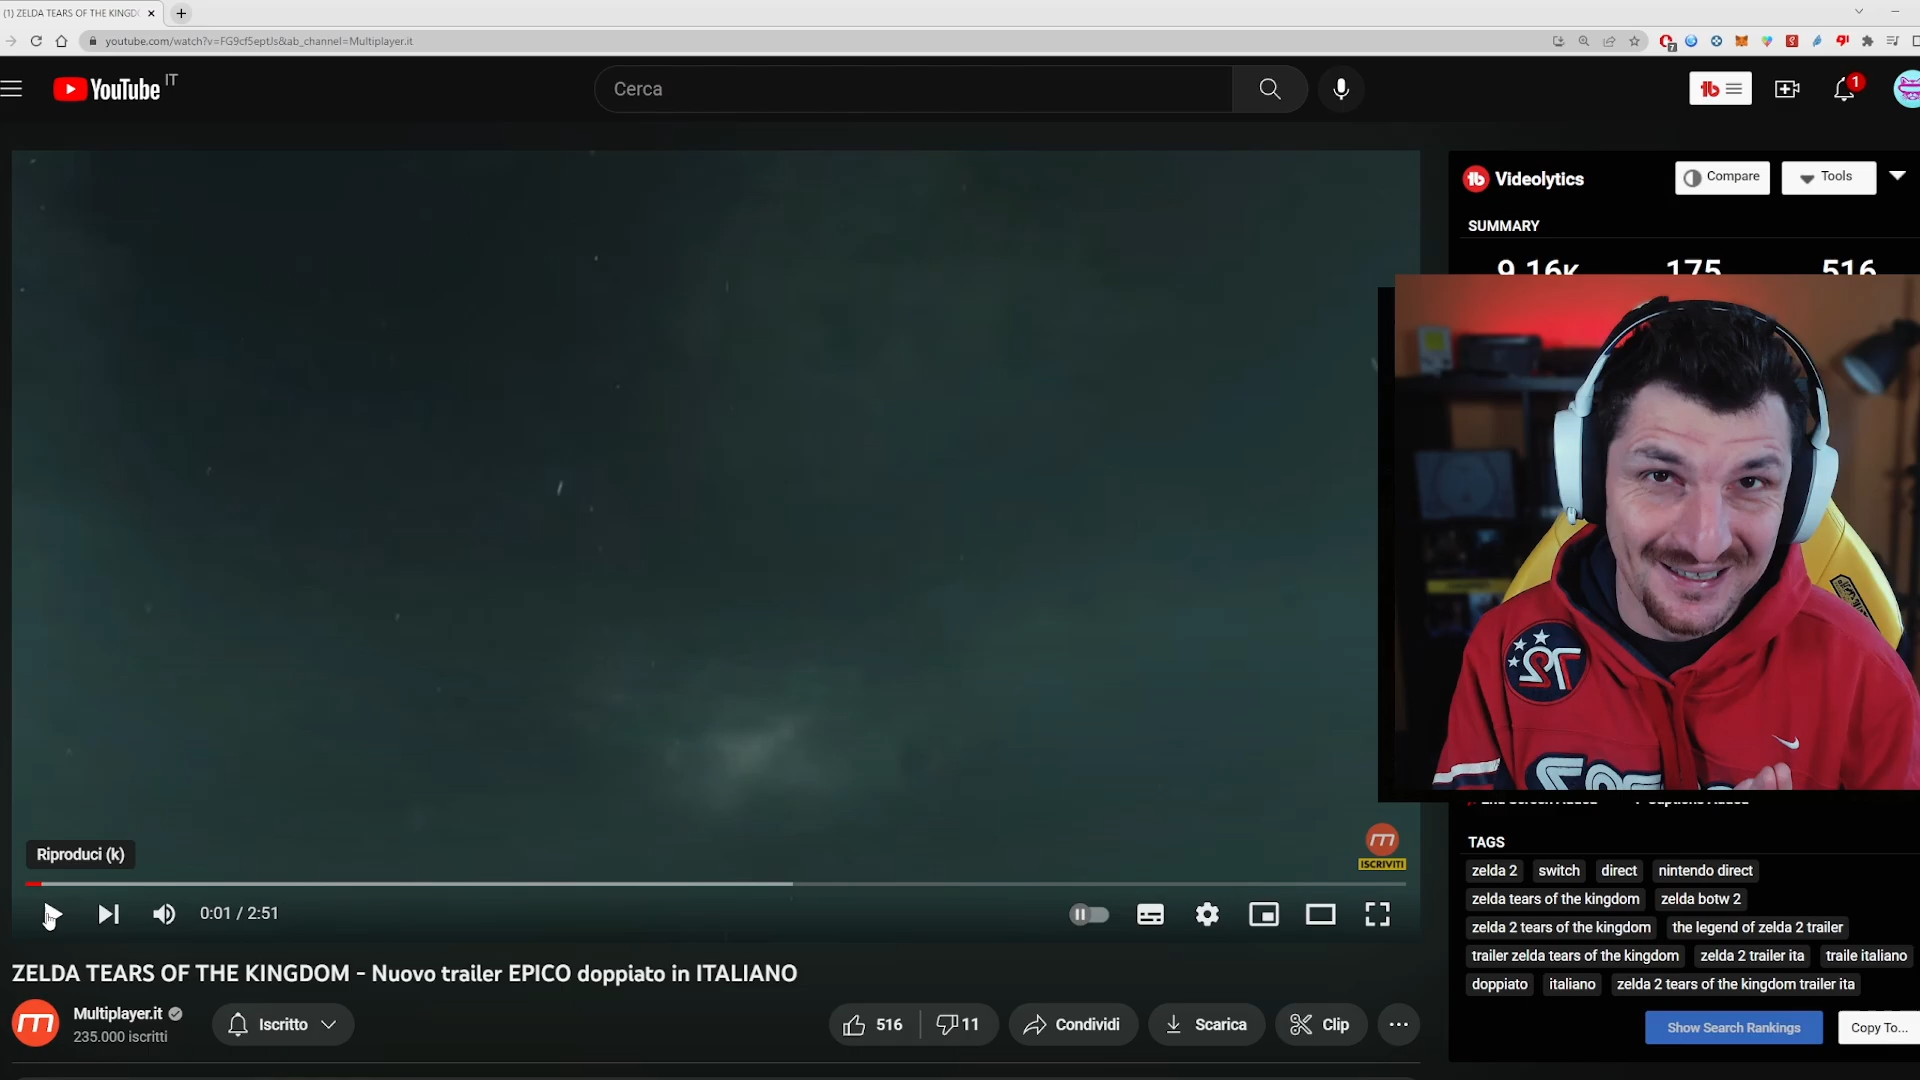 (1) ZELDA TEARS OF THE KINGD
youtube.com/watch?v=FG9cf5eptJs&ab_channel=Multiplayer.it
7
YouTube IT
Cerca
1
Videolytics
Compare
Tools
SUMMARY
9.16K 175 516
ISCRIVITI
Riproduci (k)
0:01 / 2:51
TAGS
zelda 2 switch direct nintendo direct
zelda tears of the kingdom zelda botw 2
zelda 2 tears of the kingdom the legend of zelda 2 trailer
trailer zelda tears of the kingdom zelda 2 trailer ita traile italiano
doppiato italiano zelda 2 tears of the kingdom trailer ita
Show Search Rankings Copy To...
ZELDA TEARS OF THE KINGDOM - Nuovo trailer EPICO doppiato in ITALIANO
Multiplayer.it
235.000 iscritti
Iscritto
516 11 Condividi Scarica Clip